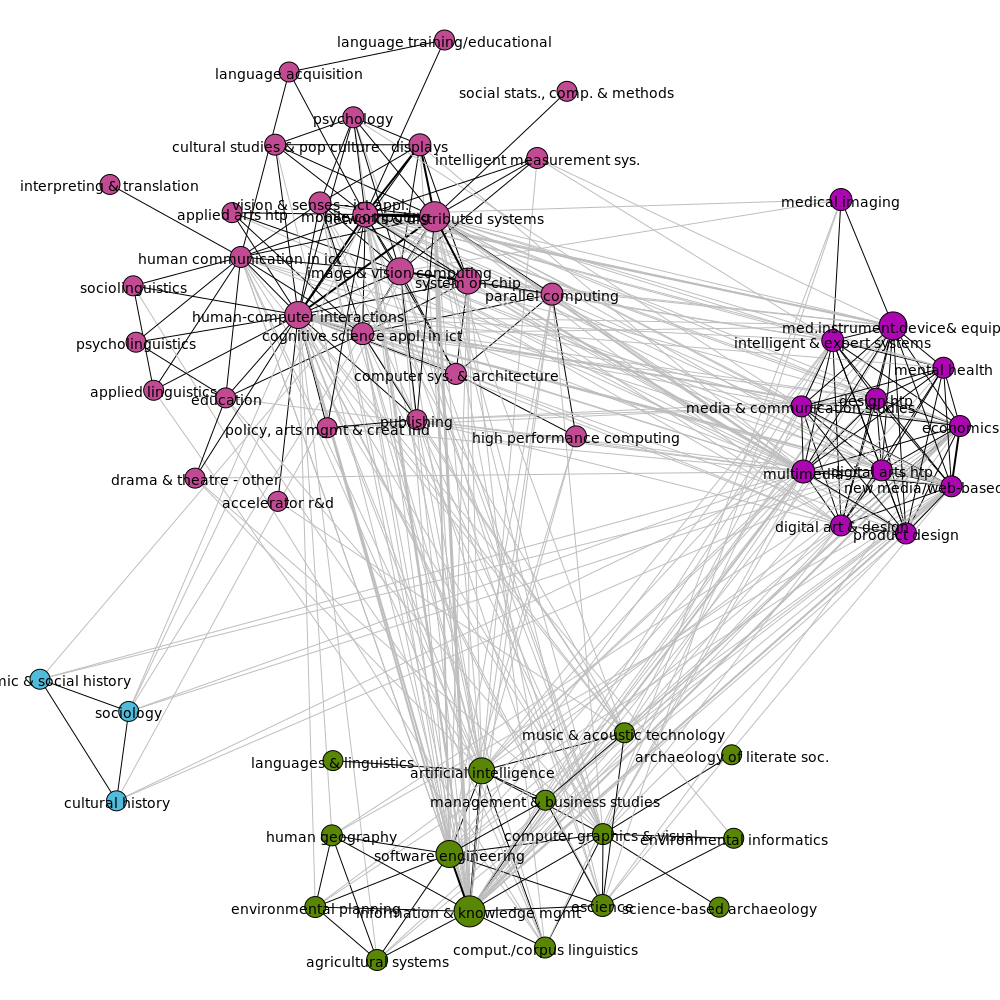 language training/educational
language acquisition
social stats., comp. & methods
psychology
cultural studies & pop culture
displays
intelligent measurement sys.
interpreting & translation
medical imaging
vision & senses - ict appl.
applied arts htp
mobile computing
networks & distributed systems
human communication in ict
image & vision computing
system on chip
sociolinguistics
parallel computing
human-computer interactions
med.instrument.device& equip
cognitive science appl. in ict
psycholinguistics
intelligent & expert systems
mental health
computer sys. & architecture
applied linguistics
education
design htp
media & communication studies
publishing
policy, arts mgmt & creat ind
economics
high performance computing
multimedia
digital arts htp
drama & theatre - other
new media/web-based
accelerator r&d
digital art & design
product design
mic & social history
sociology
music & acoustic technology
languages & linguistics
archaeology of literate soc.
artificial intelligence
cultural history
management & business studies
human geography
computer graphics & visual.
environmental informatics
software engineering
environmental planning
information & knowledge mgmt
escience
science-based archaeology
comput./corpus linguistics
agricultural systems